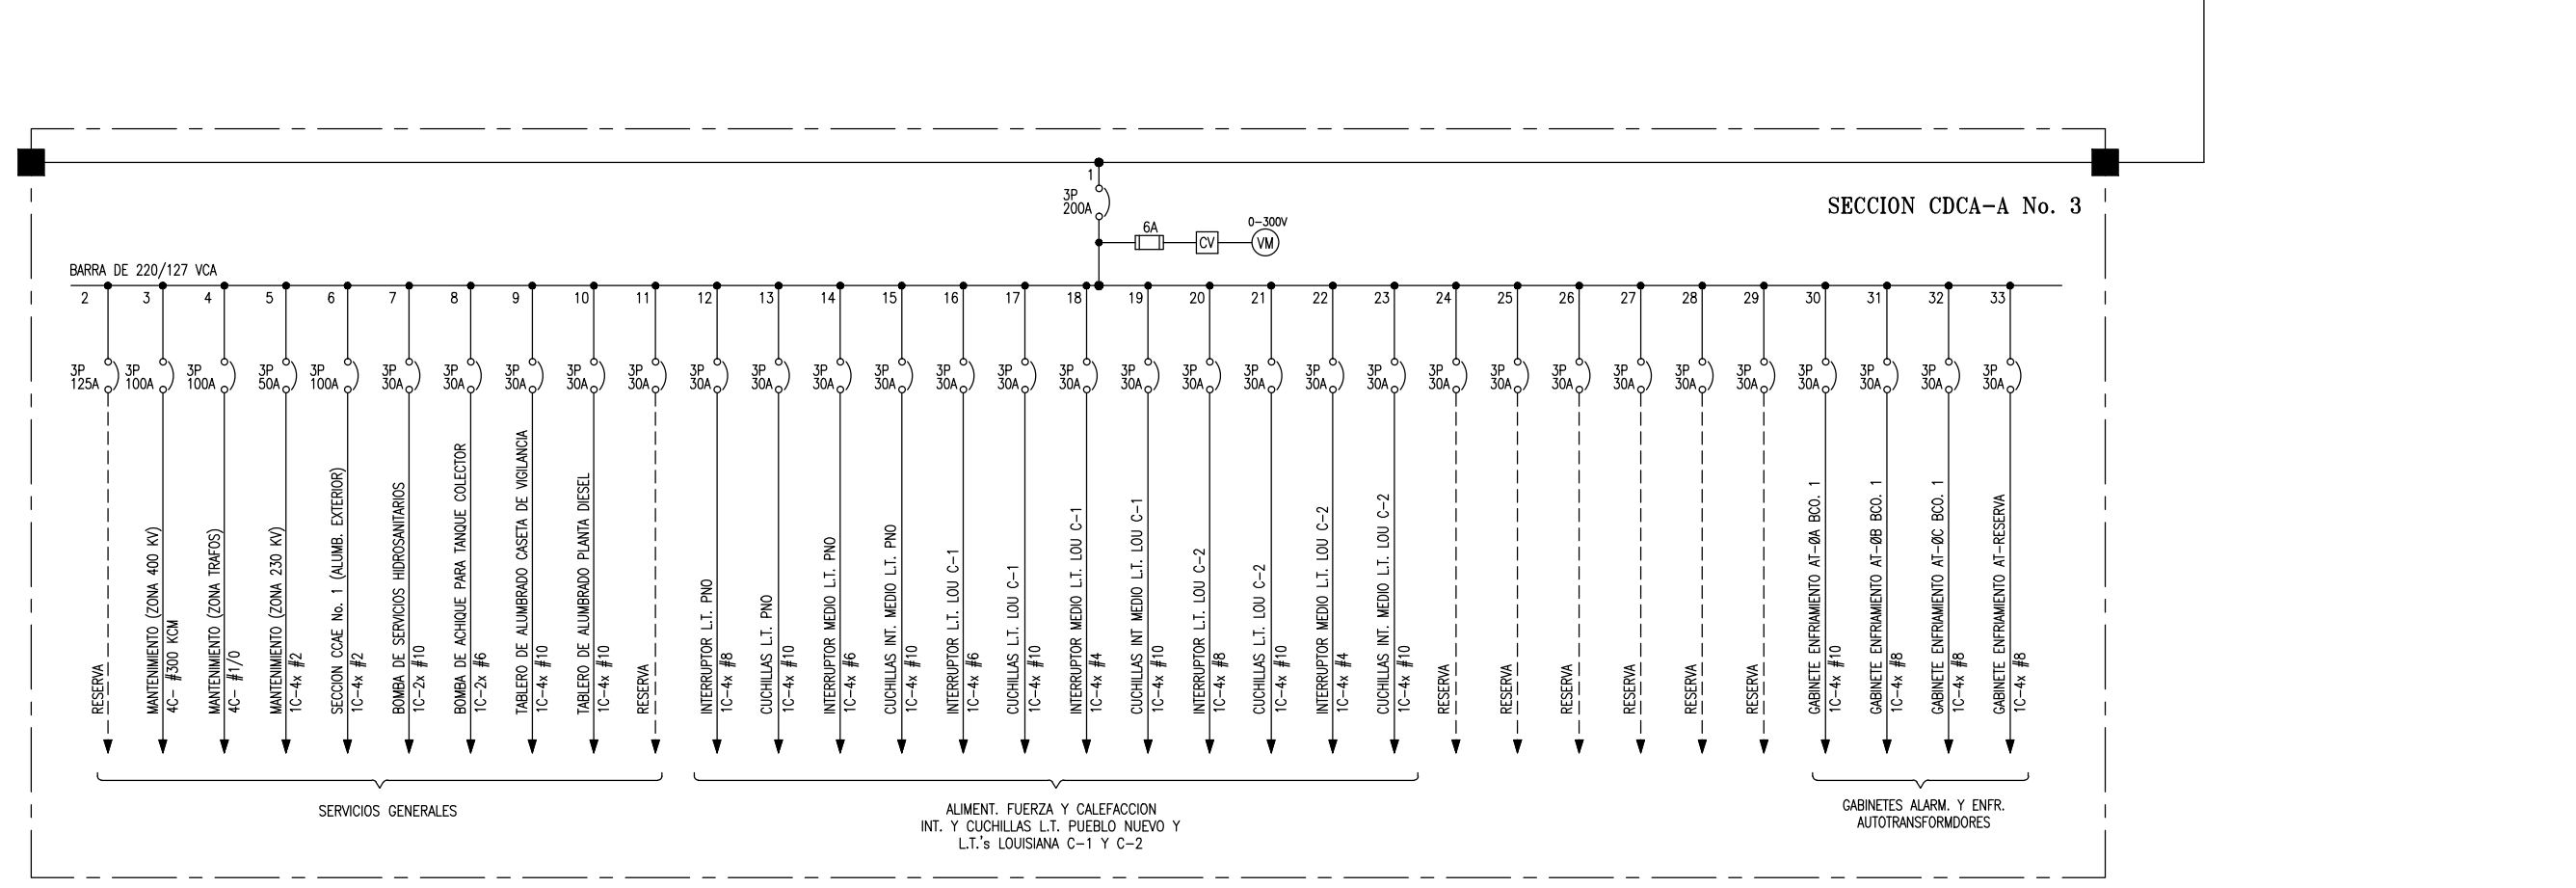 1
3P
200A
6A
CV
0-300V
VM
SECCION CDCA-A No. 3
BARRA DE 220/127 VCA
2 3 4 5 6 7 8 9 10 11 12 13 14 15 16 17 18 19 20 21 22 23 24 25 26 27 28 29 30 31 32 33
3P 3P 3P 3P 3P 3P 3P 3P 3P 3P 3P 3P 3P 3P 3P 3P 3P 3P 3P 3P 3P 3P 3P 3P 3P 3P 3P 3P 3P 3P 3P 3P
125A 100A 100A 50A 100A 30A 30A 30A 30A 30A 30A 30A 30A 30A 30A 30A 30A 30A 30A 30A 30A 30A 30A 30A 30A 30A 30A 30A 30A 30A 30A 30A
RESERVA
MANTENIMIENTO (ZONA 400 KV)
4C- #300 KCM
MANTENIMIENTO (ZONA TRAFOS)
4C- #1/0
MANTENIMIENTO (ZONA 230 KV)
1C-4x #2
SECCION CCAE No. 1 (ALUMB. EXTERIOR)
1C-4x #2
BOMBA DE SERVICIOS HIDROSANITARIOS
1C-2x #10
BOMBA DE ACHIQUE PARA TANQUE COLECTOR
1C-2x #6
TABLERO DE ALUMBRADO CASETA DE VIGILANCIA
1C-4x #10
TABLERO DE ALUMBRADO PLANTA DIESEL
1C-4x #10
RESERVA
INTERRUPTOR L.T. PNO
1C-4x #8
CUCHILLAS L.T. PNO
1C-4x #10
INTERRUPTOR MEDIO L.T. PNO
1C-4x #6
CUCHILLAS INT. MEDIO L.T. PNO
1C-4x #10
INTERRUPTOR L.T. LOU C-1
1C-4x #6
CUCHILLAS L.T. LOU C-1
1C-4x #10
INTERRUPTOR MEDIO L.T. LOU C-1
1C-4x #4
CUCHILLAS INT MEDIO L.T. LOU C-1
1C-4x #10
INTERRUPTOR L.T. LOU C-2
1C-4x #8
CUCHILLAS L.T. LOU C-2
1C-4x #10
INTERRUPTOR MEDIO L.T. LOU C-2
1C-4x #4
CUCHILLAS INT. MEDIO L.T. LOU C-2
1C-4x #10
RESERVA
RESERVA
RESERVA
RESERVA
RESERVA
RESERVA
GABINETE ENFRIAMIENTO AT-ØA BCO. 1
1C-4x #10
GABINETE ENFRIAMIENTO AT-ØB BCO. 1
1C-4x #8
GABINETE ENFRIAMIENTO AT-ØC BCO. 1
1C-4x #8
GABINETE ENFRIAMIENTO AT-RESERVA
1C-4x #8
SERVICIOS GENERALES
ALIMENT. FUERZA Y CALEFACCION
INT. Y CUCHILLAS L.T. PUEBLO NUEVO Y
L.T.'s LOUISIANA C-1 Y C-2
GABINETES ALARM. Y ENFR.
AUTOTRANSFORMDORES